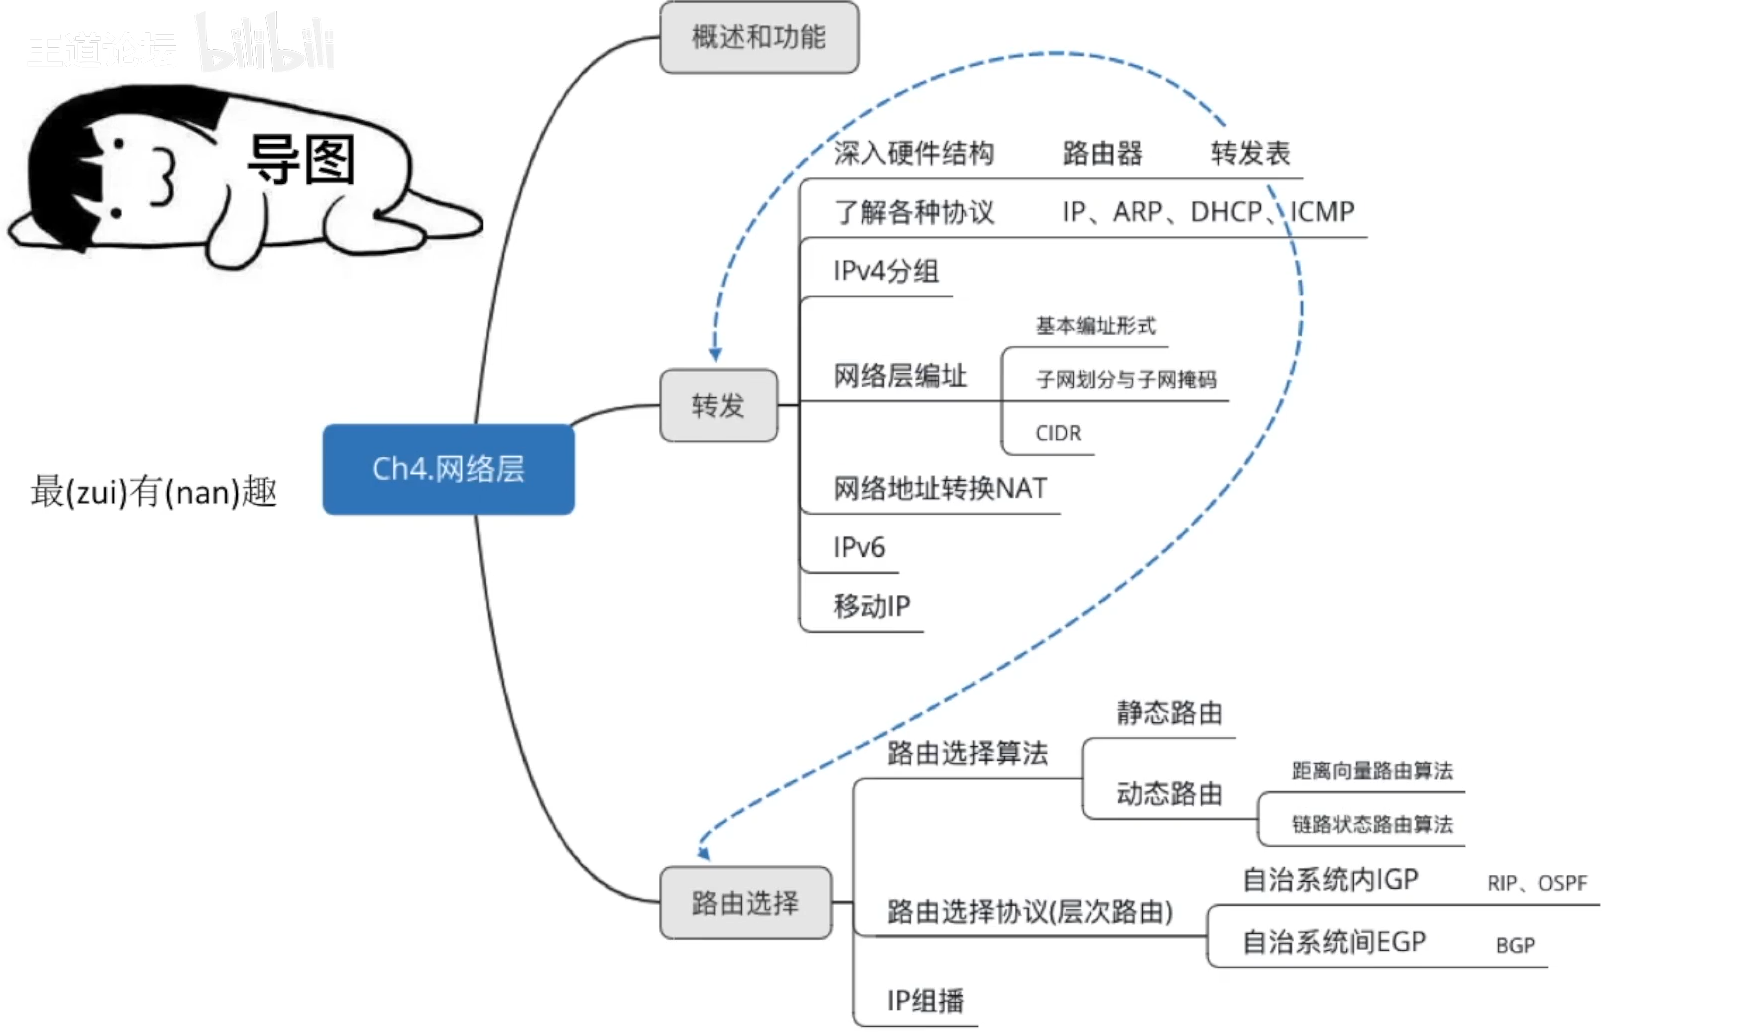 王道论坛 bilibili
概述和功能
导图
深入硬件结构 路由器 转发表
了解各种协议 IP、ARP、DHCP、ICMP
IPv4分组
基本编址形式
网络层编址
子网划分与子网掩码
CIDR
转发
Ch4.网络层
最(zui)有(nan)趣
网络地址转换NAT
IPv6
移动IP
静态路由
路由选择算法
动态路由
距离向量路由算法
链路状态路由算法
路由选择
路由选择协议(层次路由)
自治系统内IGP RIP、OSPF
自治系统间EGP BGP
IP组播